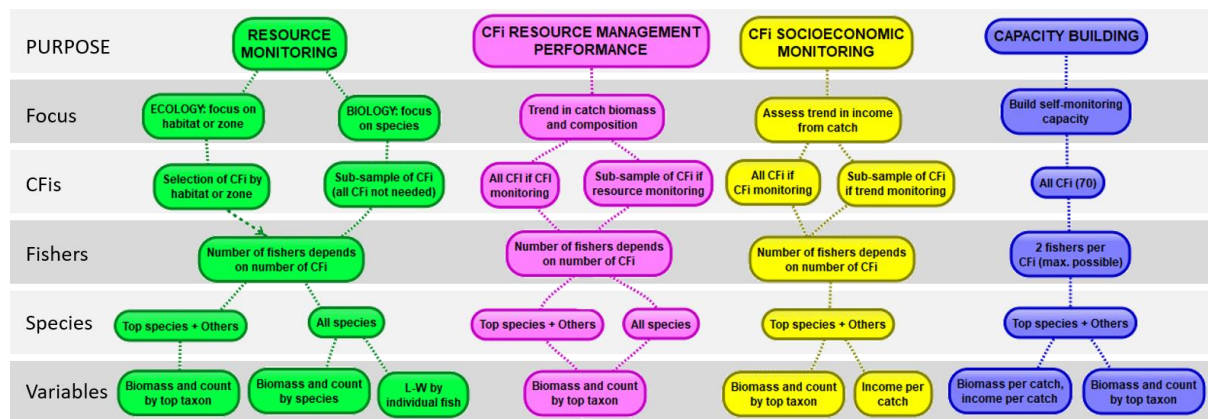 PURPOSE
RESOURCE
MONITORING
CFi RESOURCE MANAGEMENT
PERFORMANCE
CFi SOCIOECONOMIC
MONITORING
CAPACITY BUILDING
Focus
ECOLOGY: focus on
habitat or zone
BIOLOGY: focus
on species
Trend in catch biomass
and composition
Assess trend in income
from catch
Build self-monitoring
capacity
CFis
Selection of CFi by
habitat or zone
Sub-sample of CFi
(all CFi not needed)
All CFI if CFI
monitoring
Sub-sample of CFi if
resource monitoring
All CFi if
CFi monitoring
Sub-sample of CFi
if trend monitoring
All CFi (70)
Fishers
Number of fishers depends
on number of CFi
Number of fishers depends
on number of CFi
Number of fishers depends
on number of CFi
2 fishers per
CFi (max. possible)
Species
Top species + Others
All species
Top species + Others
All species
Top species + Others
Top species + Others
Variables
Biomass and count
by top taxon
Biomass and count
by species
L-W by
individual fish
Biomass and count
by top taxon
Biomass and count
by top taxon
Income per
catch
Biomass per catch,
income per catch
Biomass and count
by top taxon